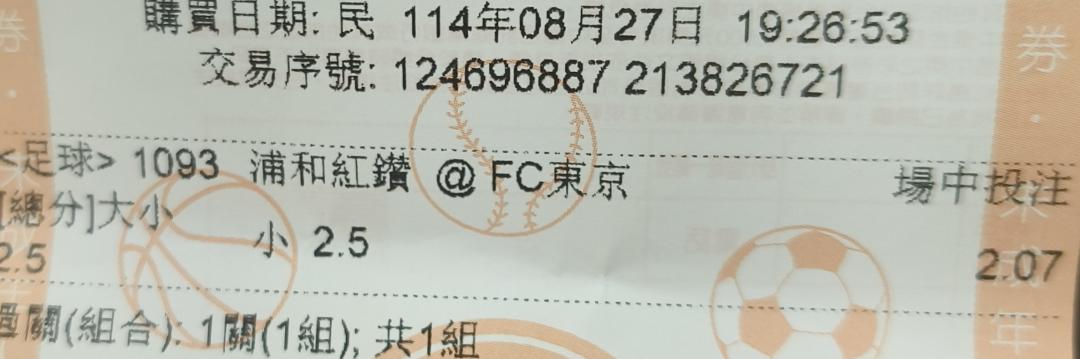 購買日期: 民 114年08月27日 19:26:53
交易序號: 124696887 213826721
<足球> 1093 浦和紅鑽 @ FC東京 場中投注
[總分]大小
小 2.5
2.5 2.07
過關(組合): 1關(1組); 共1組
券
券
年